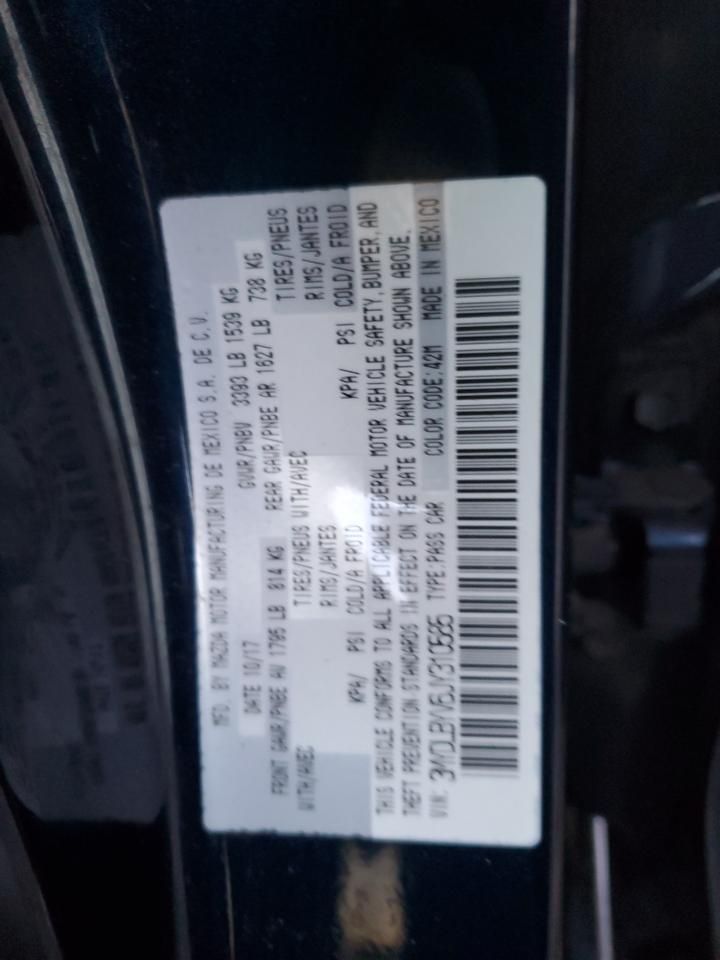 MFD. BY MAZDA MOTOR MANUFACTURING DE MEXICO S.A. DE C.V.
DATE 10/17 GVWR/PNBV 3393 LB 1539 KG
FRONT GAWR/PNBE AV 1795 LB 814 KG REAR GAWR/PNBE AR 1627 LB 738 KG
WITH/AVEC TIRES/PNEUS WITH/AVEC TIRES/PNEUS
RIMS/JANTES RIMS/JANTES
KPA/ PSI COLD/A FROID KPA/ PSI COLD/A FROID
THIS VEHICLE CONFORMS TO ALL APPLICABLE FEDERAL MOTOR VEHICLE SAFETY, BUMPER, AND
THEFT PREVENTION STANDARDS IN EFFECT ON THE DATE OF MANUFACTURE SHOWN ABOVE.
VIN: 3MYDLBYV6JY310585 TYPE:PASS CAR COLOR CODE:42M MADE IN MEXICO